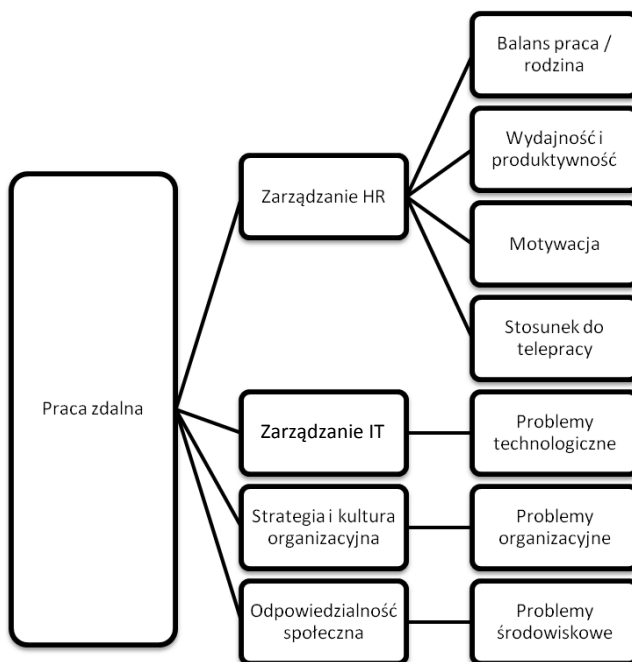 Praca zdalna
Zarządzanie HR
Balans praca /
rodzina
Wydajność i
produktywność
Motywacja
Stosunek do
telepracy
Zarządzanie IT
Problemy
technologiczne
Strategia i kultura
organizacyjna
Problemy
organizacyjne
Odpowiedzialność
społeczna
Problemy
środowiskowe